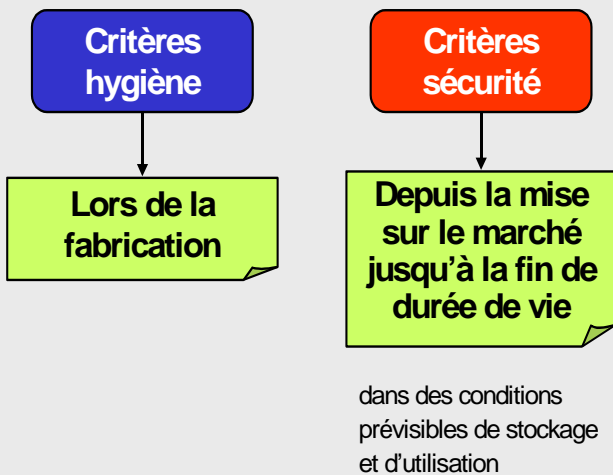 Critères
hygiène
Lors de la
fabrication
Critères
sécurité
Depuis la mise
sur le marché
jusqu'à la fin de
durée de vie
dans des conditions
prévisibles de stockage
et d'utilisation